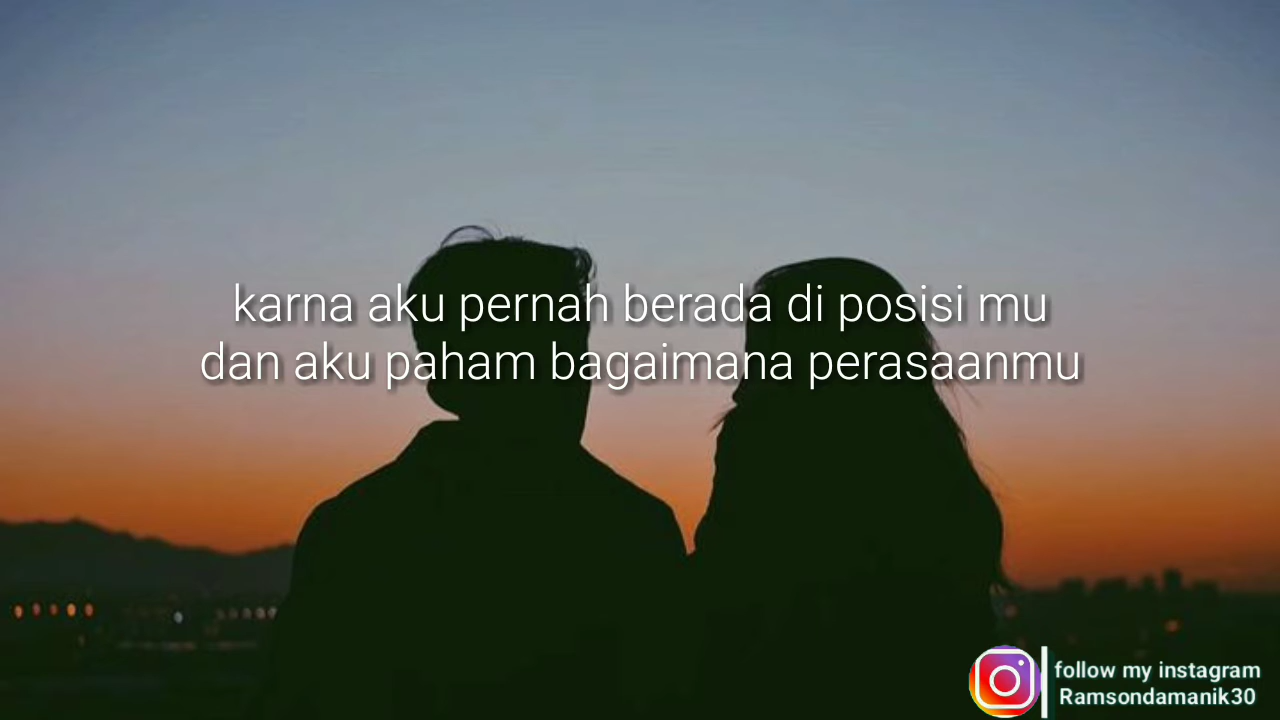 karna aku pernah berada di posisi mu
dan aku paham bagaimana perasaanmu
follow my instagram
Ramsondamanik30